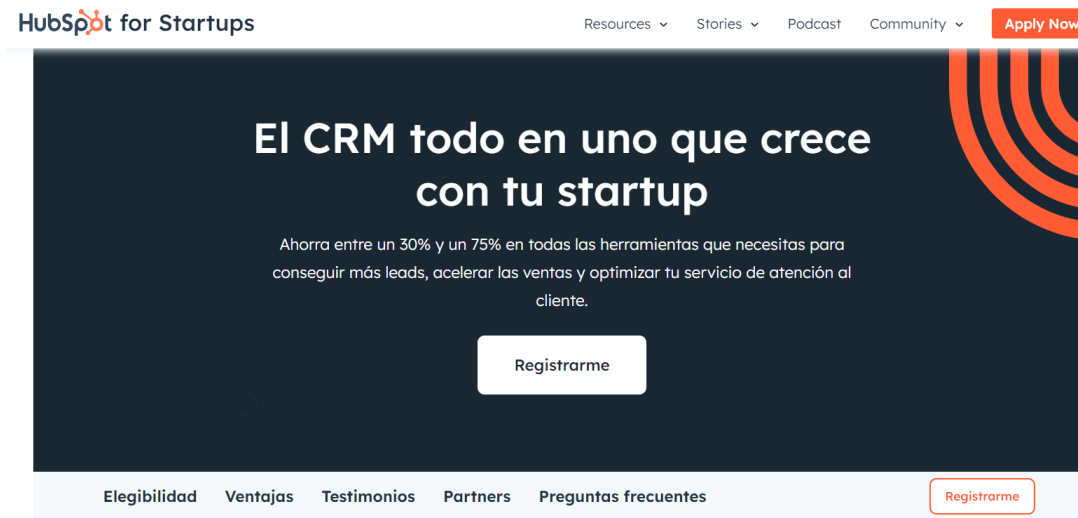 HubSpot for Startups
Resources Stories Podcast Community Apply Now
El CRM todo en uno que crece
con tu startup
Ahorra entre un 30% y un 75% en todas las herramientas que necesitas para
conseguir más leads, acelerar las ventas y optimizar tu servicio de atención al
cliente.
Registrarme
Elegibilidad Ventajas Testimonios Partners Preguntas frecuentes Registrarme